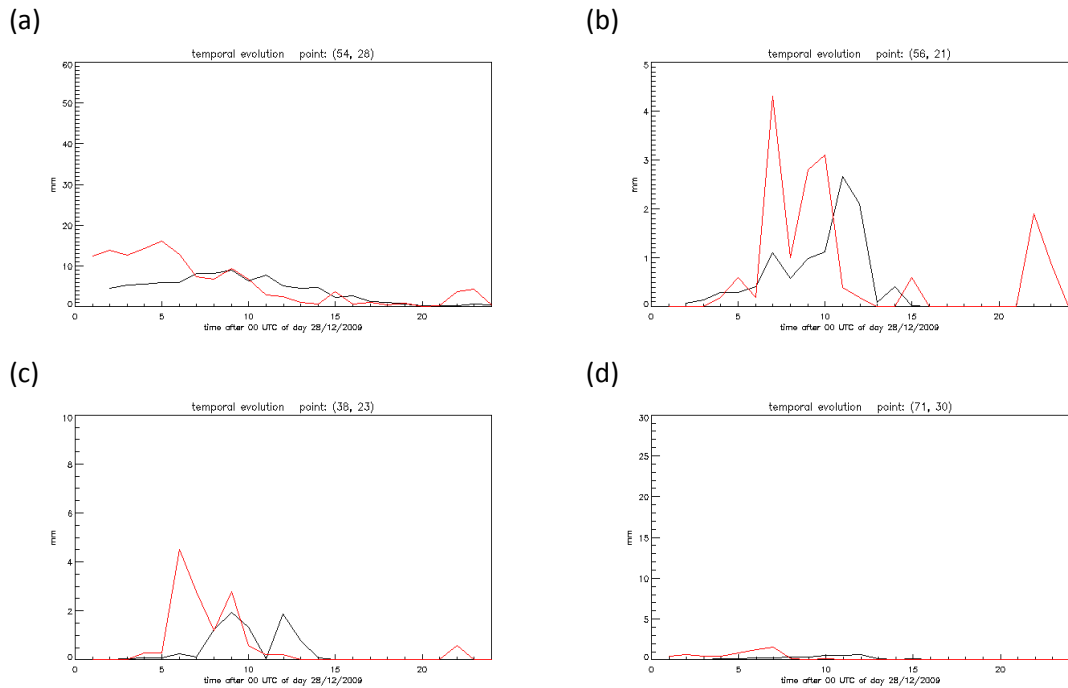 (a)
temporal evolution point: (54, 28)
60
50
40
30
20
10
0
mm
0 5 10 15 20
time after 00 UTC of day 28/12/2009
(b)
temporal evolution point: (56, 21)
5
4
3
2
1
0
mm
0 5 10 15 20
time after 00 UTC of day 28/12/2009
(c)
temporal evolution point: (38, 23)
10
8
6
4
2
0
mm
0 5 10 15 20
time after 00 UTC of day 28/12/2009
(d)
temporal evolution point: (71, 30)
30
25
20
15
10
5
0
mm
0 5 10 15 20
time after 00 UTC of day 28/12/2009